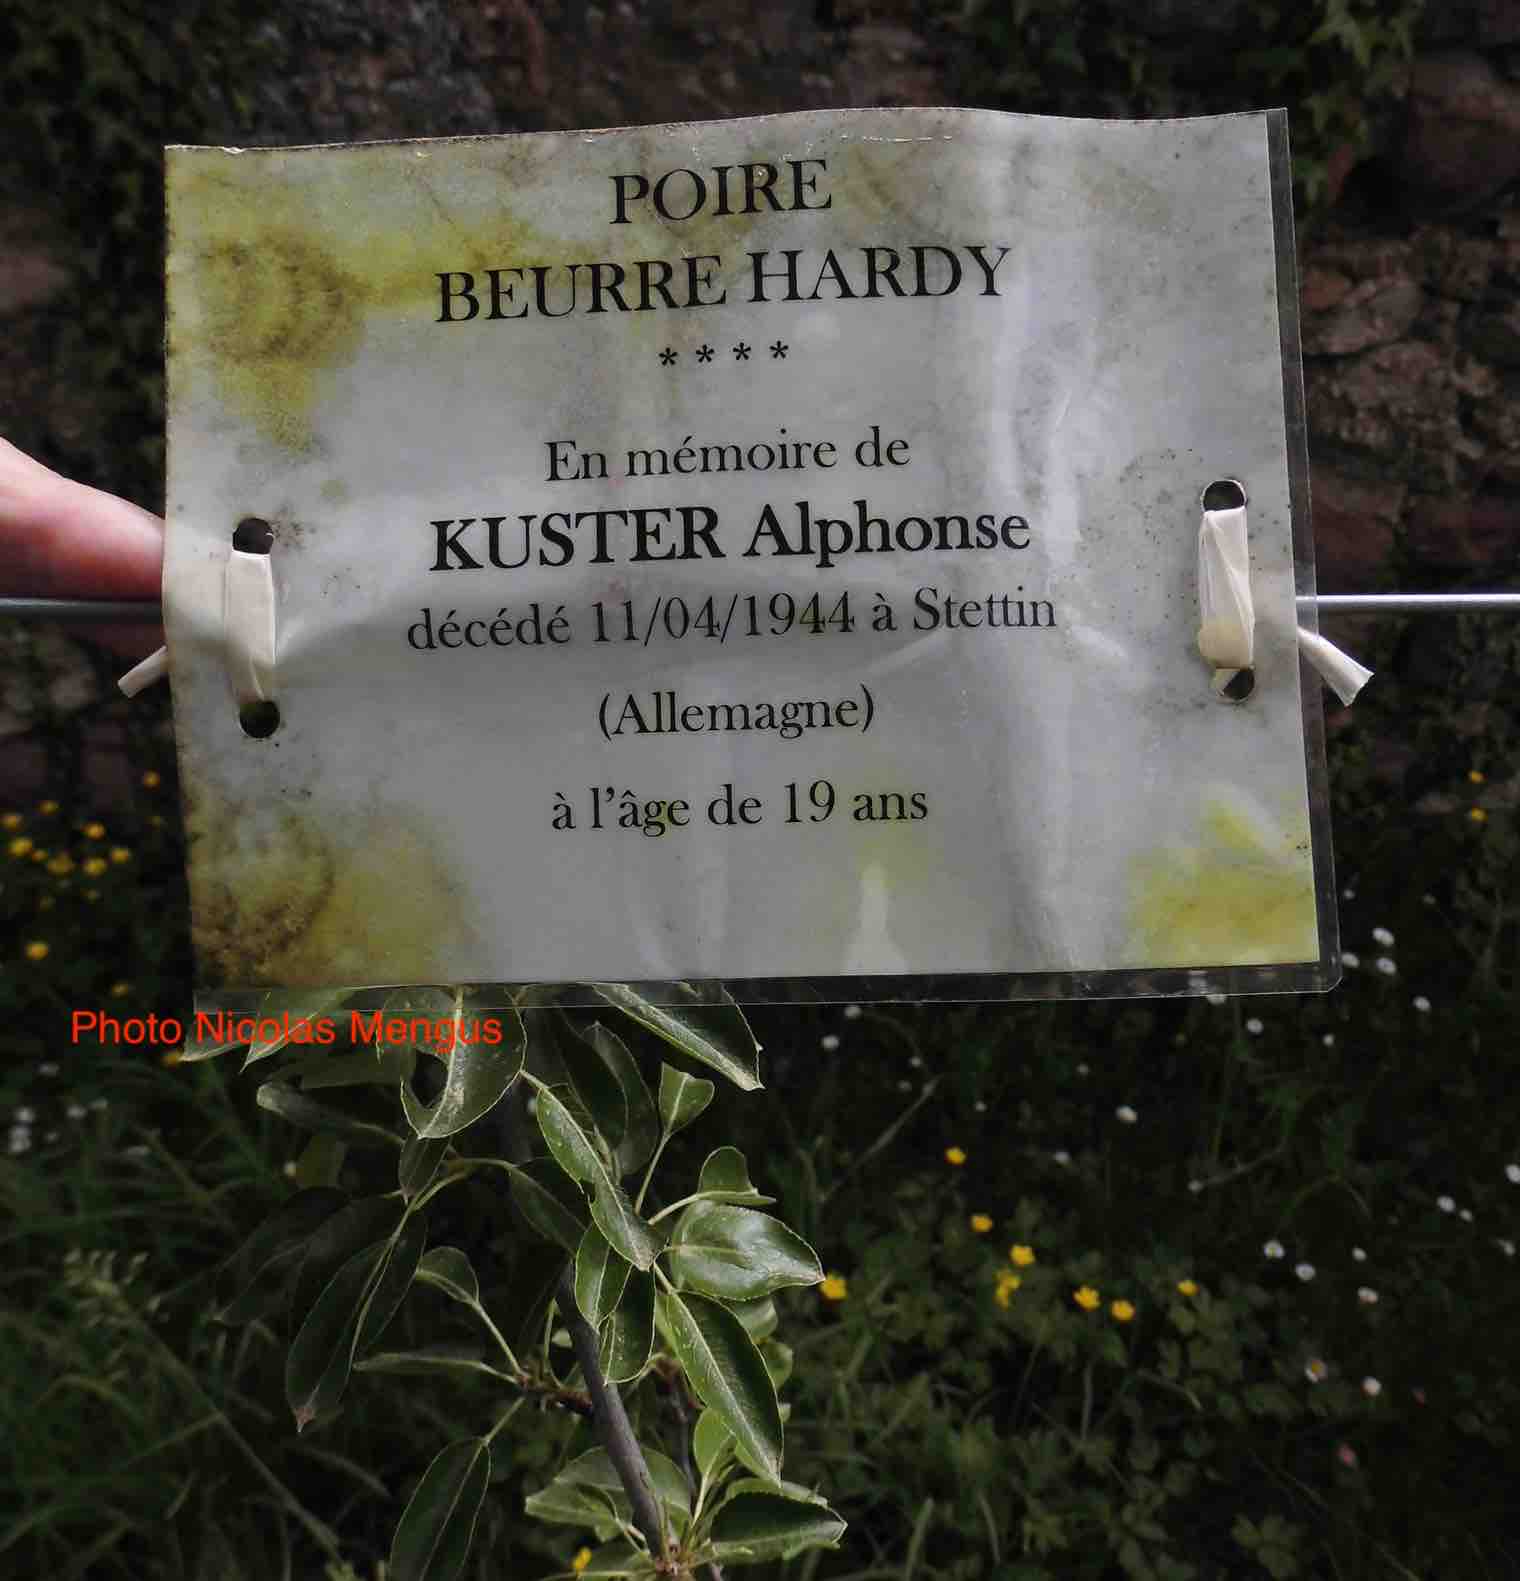 POIRE
BEURRE HARDY
* * * *
En mémoire de
KUSTER Alphonse
décédé 11/04/1944 à Stettin
(Allemagne)
à l’âge de 19 ans
Photo Nicolas Mengus